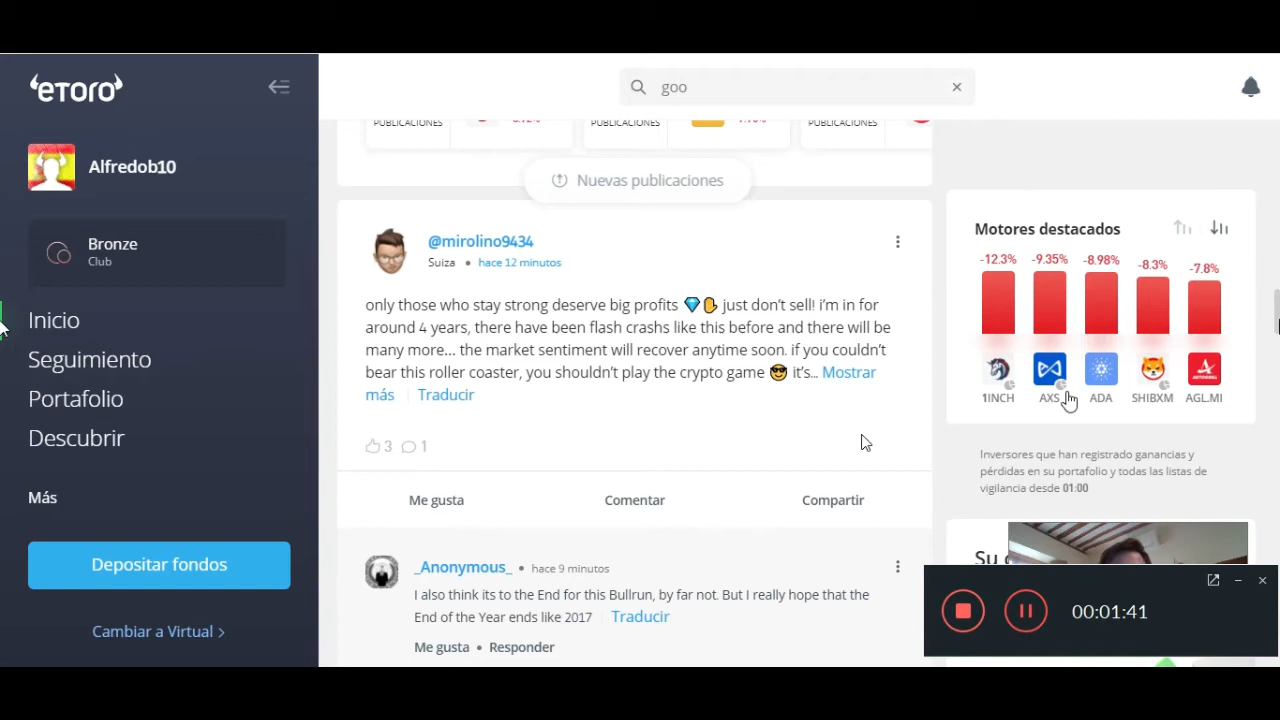 eToro
goo
Alfredob10
Bronze
Club
Inicio
Seguimiento
Portafolio
Descubrir
Más
Depositar fondos
Cambiar a Virtual >
PUBLICACIONES
PUBLICACIONES
PUBLICACIONES
Nuevas publicaciones
@mirolino9434
Suiza • hace 12 minutos
only those who stay strong deserve big profits 💎✋ just don't sell! i'm in for
around 4 years, there have been flash crashes like this before and there will be
many more... the market sentiment will recover anytime soon. if you couldn't
bear this roller coaster, you shouldn't play the crypto game 😎 it's... Mostrar
más | Traducir
3 1
Me gusta Comentar Compartir
_Anonymous_ • hace 9 minutos
I also think its to the End for this Bullrun, by far not. But I really hope that the
End of the Year ends like 2017 | Traducir
Me gusta • Responder
Motores destacados
-12.3% -9.35% -8.98% -8.3% -7.8%
1INCH AXS ADA SHIBXM AGL.MI
Inversores que han registrado ganancias y
pérdidas en su portafolio y todas las listas de
vigilancia desde 01:00
Su
00:01:41